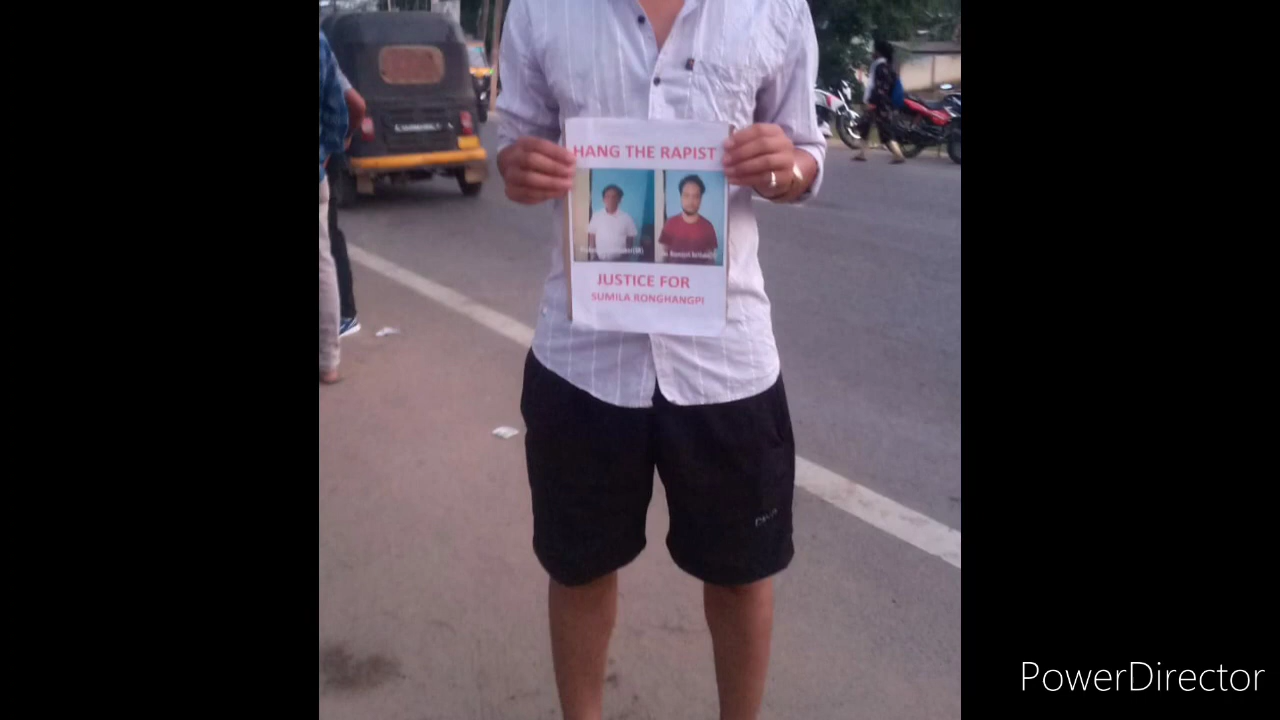 HANG THE RAPIST
JUSTICE FOR
SUMILA RONGHANGPI
PowerDirector